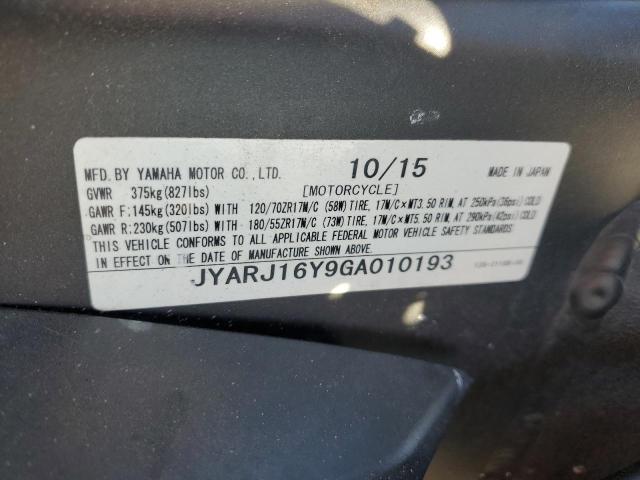 MFD.BY YAMAHA MOTOR CO.,LTD. 10/15 MADE IN JAPAN
GVWR 375kg(827lbs) [MOTORCYCLE]
GAWR F:145kg(320lbs)WITH 120/70ZR17M/C (58W) TIRE, 17M/C×MT3.50 RIM, AT 250kPa(36psi)COLD
GAWR R:230kg(507lbs)WITH 180/55ZR17M/C (73W) TIRE, 17M/C×MT5.50 RIM, AT 290kPa(42psi)COLD
THIS VEHICLE CONFORMS TO ALL APPLICABLE FEDERAL MOTOR VEHICLE SAFETY STANDARDS
IN EFFECT ON THE DATE OF MANUFACTURE SHOWN ABOVE.
JYARJ16Y9GA010193